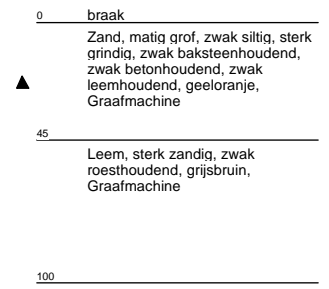 0 braak
Zand, matig grof, zwak siltig, sterk
grindig, zwak baksteenhoudend,
zwak betonhoudend, zwak
leemhoudend, geeloranje,
Graafmachine
45
Leem, sterk zandig, zwak
roesthoudend, grijsbruin,
Graafmachine
100